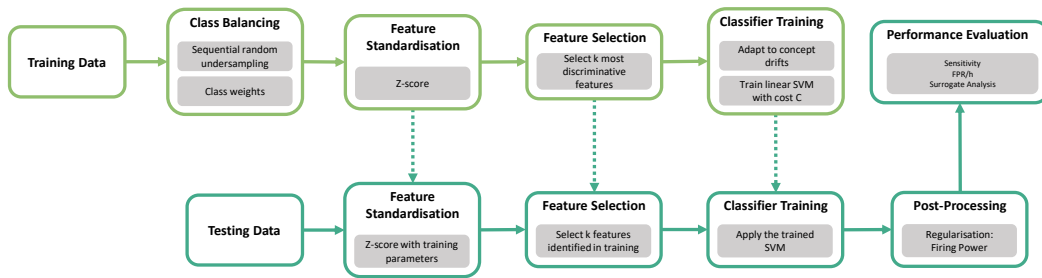 Training Data
Class Balancing
Sequential random
undersampling
Class weights
Feature
Standardisation
Z-score
Feature Selection
Select k most
discriminative
features
Classifier Training
Adapt to concept
drifts
Train linear SVM
with cost C
Performance Evaluation
Sensitivity
FPR/h
Surrogate Analysis
Testing Data
Feature
Standardisation
Z-score with training
parameters
Feature Selection
Select k features
identified in training
Classifier Training
Apply the trained
SVM
Post-Processing
Regularisation:
Firing Power